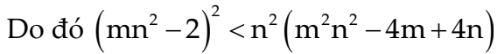 Do đó (mn² − 2)² < n² (m²n² − 4m + 4n)